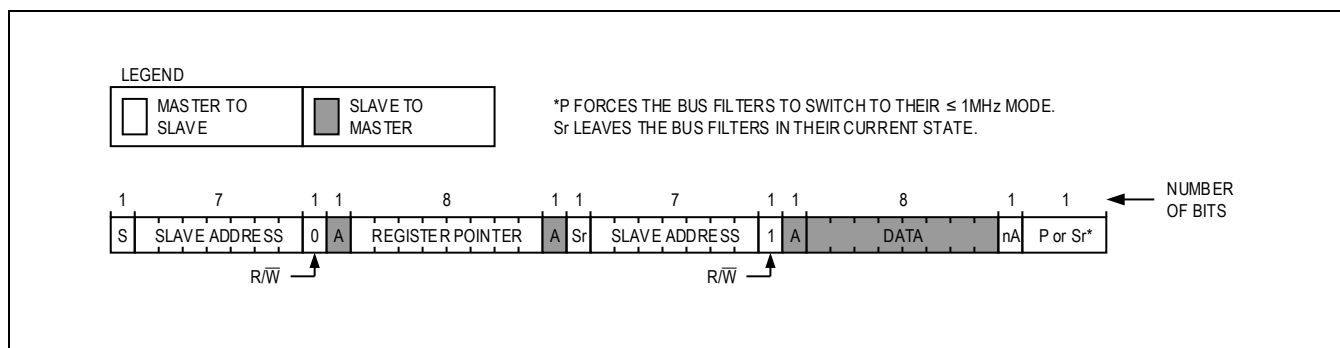 LEGEND
MASTER TO
SLAVE
SLAVE TO
MASTER
*P FORCES THE BUS FILTERS TO SWITCH TO THEIR ≤ 1MHz MODE.
Sr LEAVES THE BUS FILTERS IN THEIR CURRENT STATE.
1 7 1 1 8 1 1 7 1 1 8 1 1
NUMBER
OF BITS
S SLAVE ADDRESS 0 A REGISTER POINTER A Sr SLAVE ADDRESS 1 A DATA nA P or Sr*
R/W̅ R/W̅